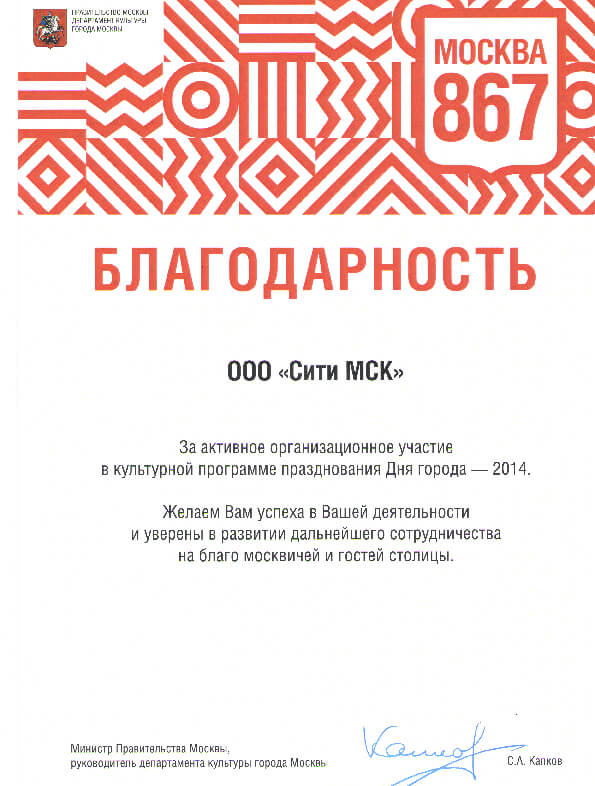 ПРАВИТЕЛЬСТВО МОСКВЫ
ДЕПАРТАМЕНТ КУЛЬТУРЫ
ГОРОДА МОСКВЫ
МОСКВА
867
БЛАГОДАРНОСТЬ
ООО «Сити МСК»
За активное организационное участие
в культурной программе празднования Дня города — 2014.
Желаем Вам успеха в Вашей деятельности
и уверены в развитии дальнейшего сотрудничества
на благо москвичей и гостей столицы.
Министр Правительства Москвы,
руководитель департамента культуры города Москвы
С.А. Капков